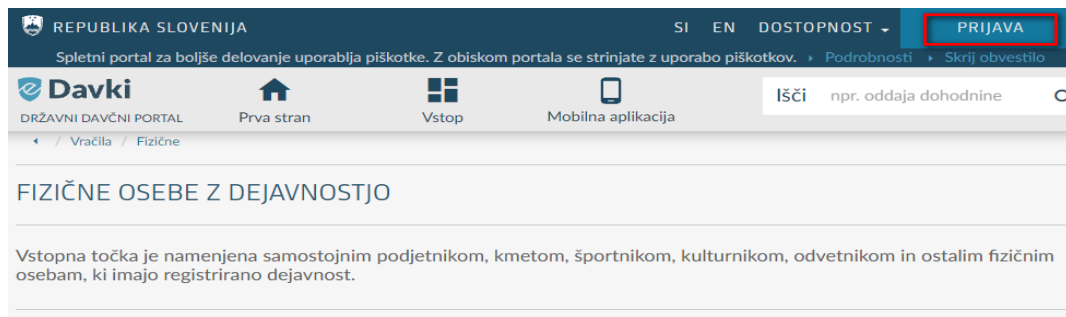 REPUBLIKA SLOVENIJA SI EN DOSTOPNOST PRIJAVA
Spletni portal za boljše delovanje uporablja piškotke. Z obiskom portala se strinjate z uporabo piškotkov. Podrobnosti Skrij obvestilo
Davki
DRŽAVNI DAVČNI PORTAL Prva stran Vstop Mobilna aplikacija Išči npr. oddaja dohodnine
/ Vračila / Fizične
FIZIČNE OSEBE Z DEJAVNOSTJO
Vstopna točka je namenjena samostojnim podjetnikom, kmetom, športnikom, kulturnikom, odvetnikom in ostalim fizičnim
osebam, ki imajo registrirano dejavnost.